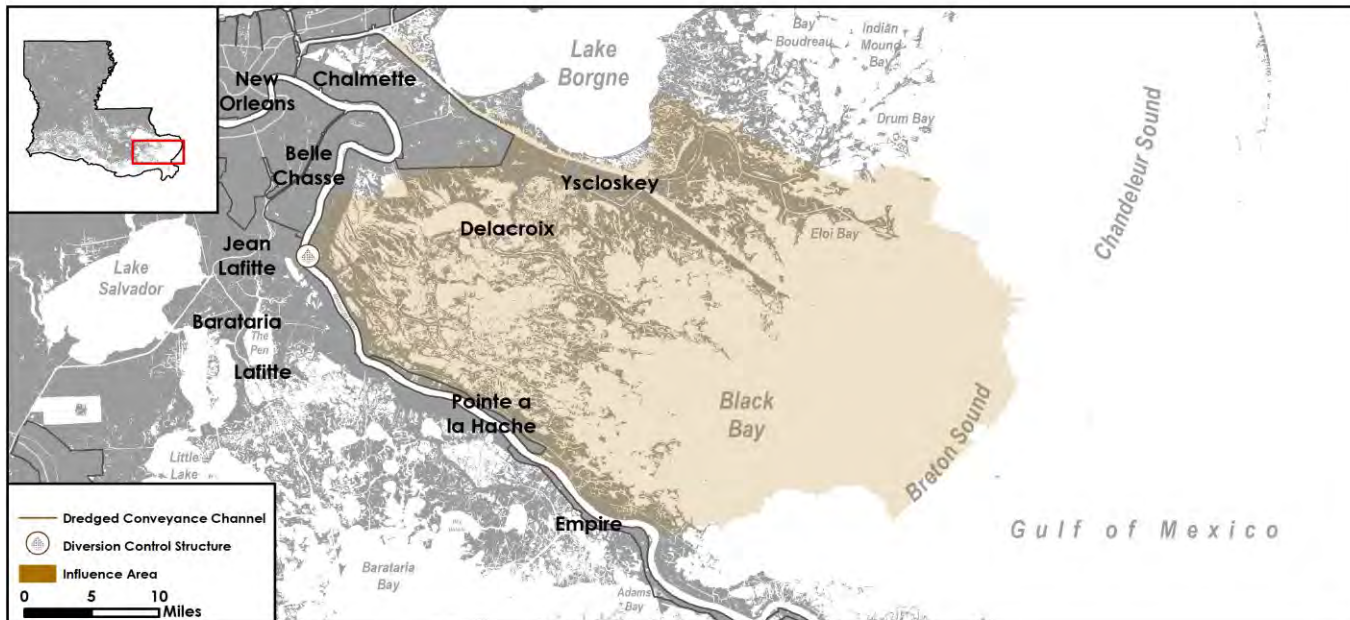 Lake
Borgne
Bay
Boudreau
Indian
Mound
Bay
Drum Bay
Chandeleur Sound
New
Orleans
Chalmette
Belle
Chasse
Yscloskey
Delacroix
Eloi Bay
Jean
Lafitte
Lake
Salvador
Barataria
The
Pen
Lafitte
Black
Bay
Breton Sound
Pointe a
la Hache
Little
Lake
Empire
Gulf of Mexico
Barataria
Bay
Adams
Bay
Dredged Conveyance Channel
Diversion Control Structure
Influence Area
0 5 10
Miles